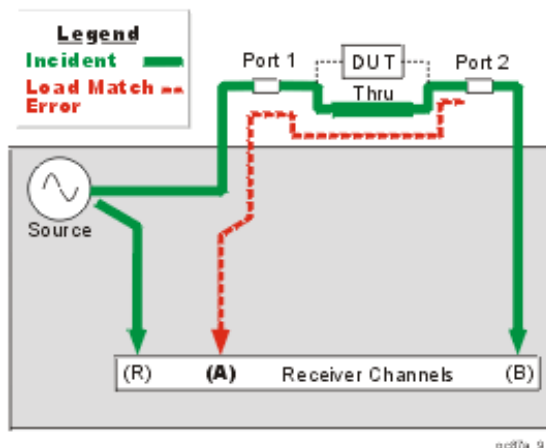 Legend
Incident
Load Match
Error
Port 1
DUT
Port 2
Thru
Source
(R)
(A)
Receiver Channels
(B)